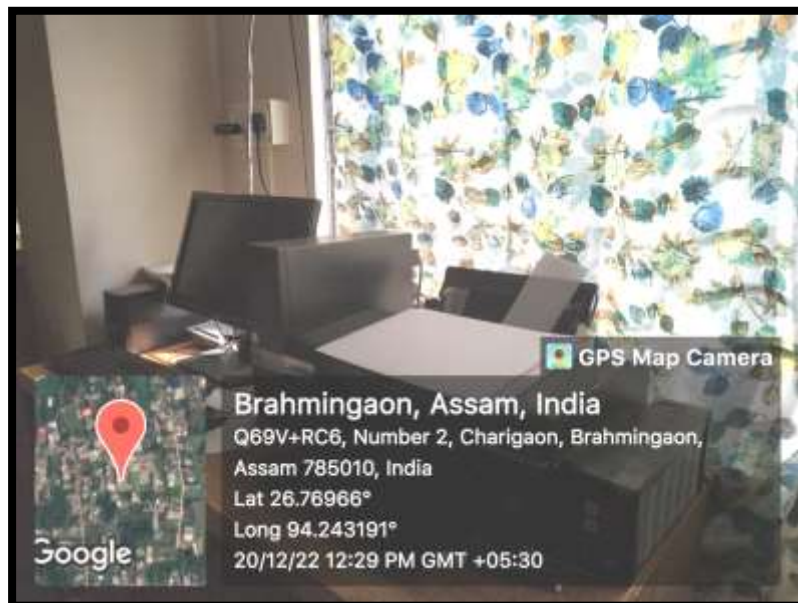 GPS Map Camera
Brahmingaon, Assam, India
Q69V+RC6, Number 2, Charigaon, Brahmingaon,
Assam 785010, India
Lat 26.76966°
Long 94.243191°
20/12/22 12:29 PM GMT +05:30
Google